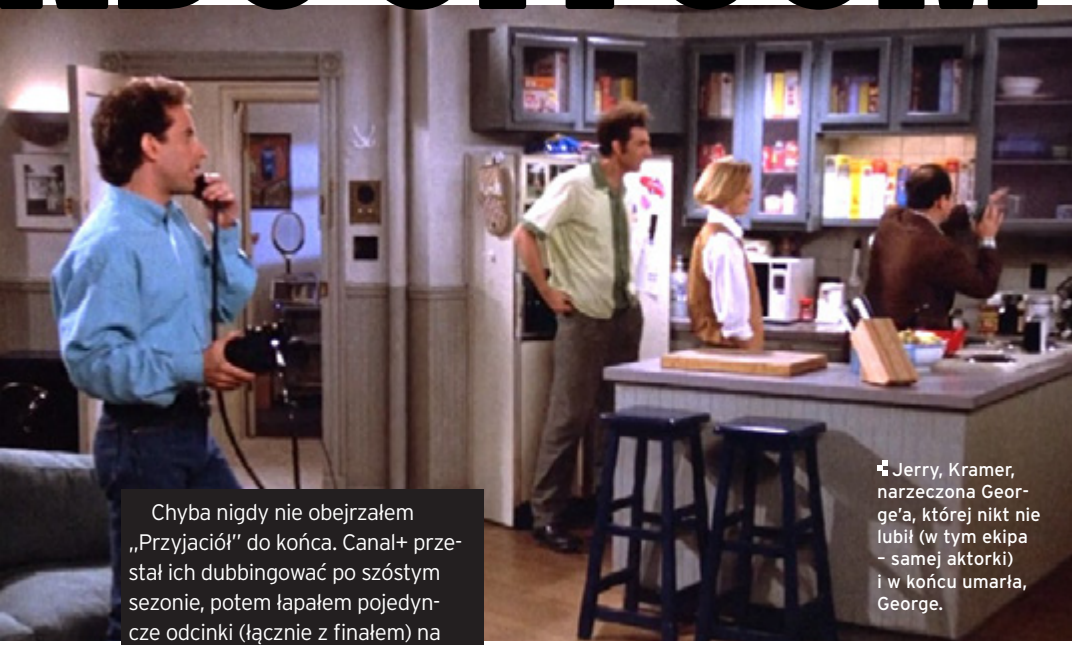 Chyba nigdy nie obejrzałem
„Przyjaciół” do końca. Canal+ prze-
stał ich dubbingować po szóstym
sezonie, potem łapałem pojedyn-
cze odcinki (łącznie z finałem) na
Jerry, Kramer,
narzeczona Geor-
ge’a, której nikt nie
lubił (w tym ekipa
– samej aktorki)
i w końcu umarła,
George.